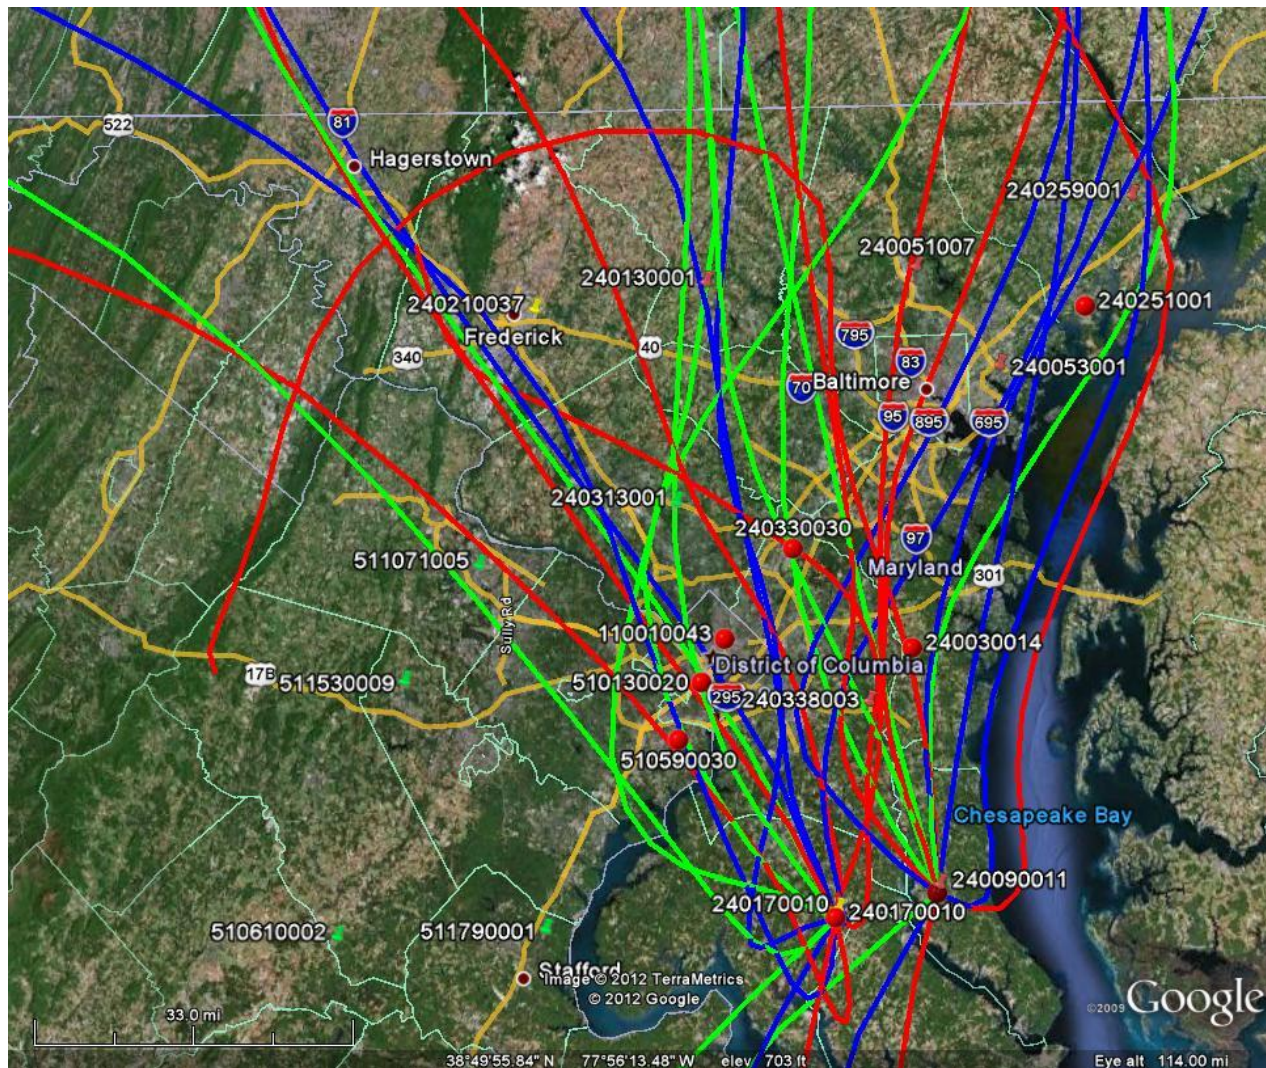 522
81
Hagerstown
240259001
240051007
240130001
240251001
240210037
Frederick
795
340
40
83
240053001
70
Baltimore
95
895
695
240313001
240330030
97
511071005
Maryland
301
Sully Rd
110010043
240030014
District of Columbia
17B
511530009
510130020
295
240338003
510590030
Chesapeake Bay
240090011
240170010
240170010
510610002
511790001
Stafford
Image © 2012 TerraMetrics
© 2012 Google
©2009 Google
33.0 mi
38°49'55.84" N 77°56'13.48" W elev 703 ft
Eye alt 114.00 mi